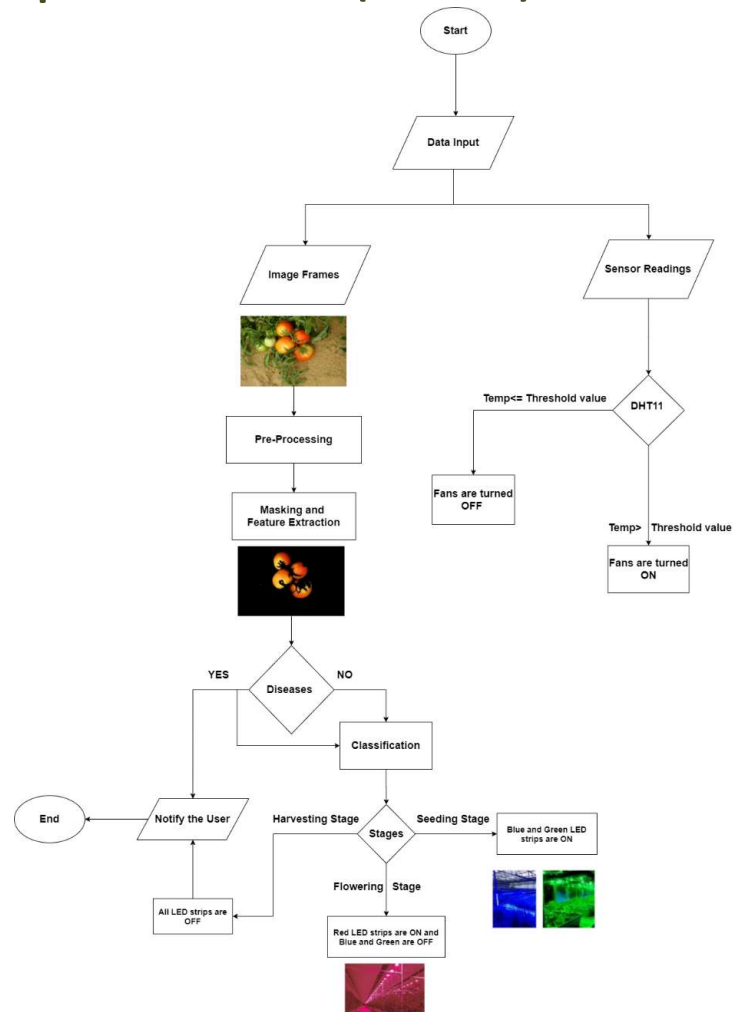 Start
Data Input
Image Frames
Sensor Readings
Temp<= Threshold value
DHT11
Pre-Processing
Fans are turned
OFF
Masking and
Feature Extraction
Temp> Threshold value
Fans are turned
ON
YES
NO
Diseases
Classification
End
Notify the User
Harvesting Stage
Stages
Seeding Stage
Blue and Green LED
strips are ON
Flowering Stage
All LED strips are
OFF
Red LED strips are ON and
Blue and Green are OFF